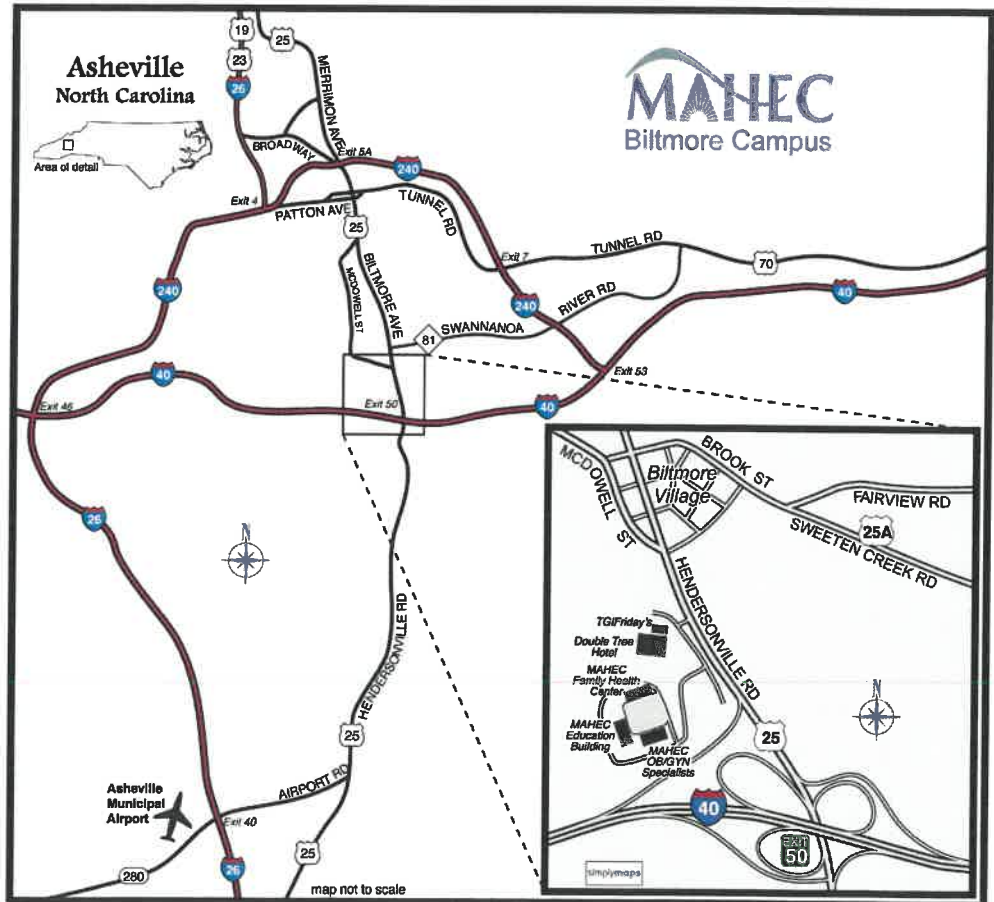 Asheville
North Carolina
Area of detail
MAHEC
Biltmore Campus
19
23
26
25
MERRIMON AVE
BROADWAY
Exit 5A
240
Exit 4
PATTON AVE
TUNNEL RD
25
TUNNEL RD
Exit 7
70
240
MCDOWELL ST
BILTMORE AVE
240
RIVER RD
40
SWANNANOA
81
Exit 53
40
Exit 46
Exit 50
40
26
N
HENDERSONVILLE RD
25
AIRPORT RD
Asheville
Municipal
Airport
Exit 40
280
26
25
map not to scale
MCDOWELL ST
Biltmore
Village
BROOK ST
FAIRVIEW RD
25A
SWEETEN CREEK RD
HENDERSONVILLE RD
TGIFriday's
Double Tree
Hotel
MAHEC
Family Health
Center
MAHEC
Education
Building
MAHEC
OB/GYN
Specialists
N
25
40
EXIT
50
simplymaps